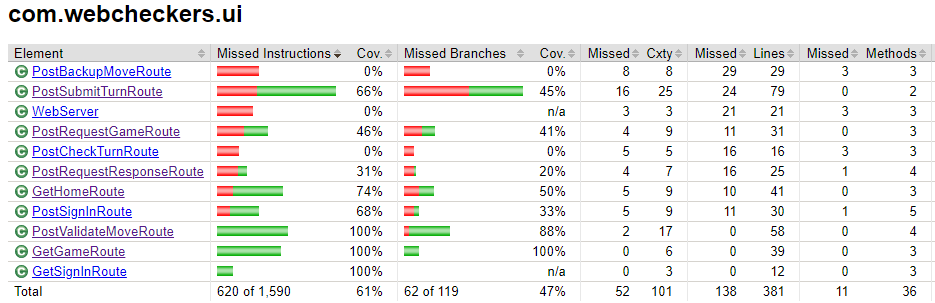 com.webcheckers.ui
Element Missed Instructions Cov. Missed Branches Cov. Missed Cxty Missed Lines Missed Methods
C PostBackupMoveRoute 0% 0% 8 8 29 29 3 3
C PostSubmitTurnRoute 66% 45% 16 25 24 79 0 2
C WebServer 0% n/a 3 3 21 21 3 3
C PostRequestGameRoute 46% 41% 4 9 11 31 0 3
C PostCheckTurnRoute 0% 0% 5 5 16 16 3 3
C PostRequestResponseRoute 31% 20% 4 7 16 25 1 4
C GetHomeRoute 74% 50% 5 9 10 41 0 3
C PostSignInRoute 68% 33% 5 9 11 30 1 5
C PostValidateMoveRoute 100% 88% 2 17 0 58 0 4
C GetGameRoute 100% 100% 0 6 0 39 0 3
C GetSignInRoute 100% n/a 0 3 0 12 0 3
Total 620 of 1,590 61% 62 of 119 47% 52 101 138 381 11 36